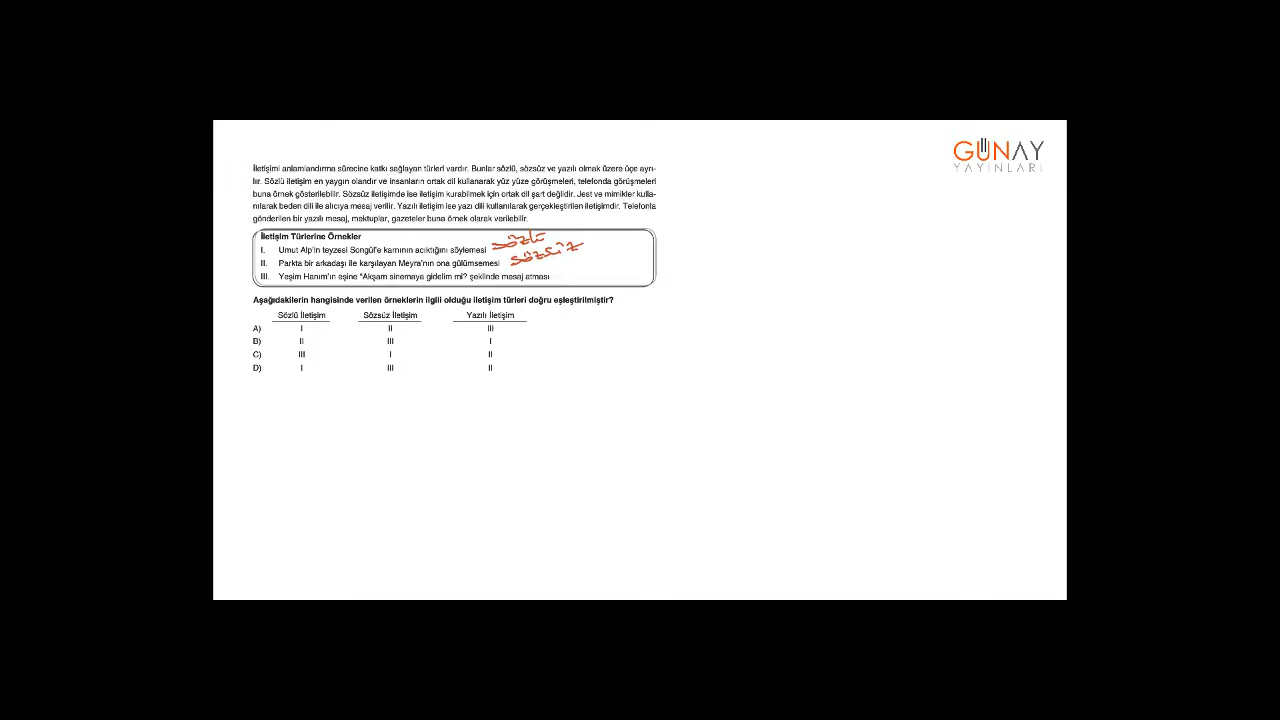 GÜNAY
YAYINLARI
İletişimi anlamlandırma sürecine katkı sağlayan türleri vardır. Bunlar sözlü, sözsüz ve yazılı olmak üzere üçe ayrı-
lır. Sözlü iletişim en yaygın olandır ve insanların ortak dil kullanarak yüz yüze görüşmeleri, telefonda görüşmeleri
buna örnek gösterilebilir. Sözsüz iletişimde ise iletişim kurabilmek için ortak dil şart değildir. Jest ve mimikler kulla-
nılarak beden dili ile alıcıya mesaj verilir. Yazılı iletişim ise yazı dili kullanılarak gerçekleştirilen iletişimdir. Telefonla
gönderilen bir yazılı mesaj, mektuplar, gazeteler buna örnek olarak verilebilir.
İletişim Türlerine Örnekler
I. Umut Alp'in teyzesi Songül'e karnının acıktığını söylemesi sözlü
II. Parkta bir arkadaşı ile karşılayan Meyra'nın ona gülümsemesi sözsüz
III. Yeşim Hanım'ın eşine "Akşam sinemaya gidelim mi? şeklinde mesaj atması
Aşağıdakilerin hangisinde verilen örneklerin ilgili olduğu iletişim türleri doğru eşleştirilmiştir?
Sözlü İletişim Sözsüz İletişim Yazılı İletişim
A) I II III
B) II III I
C) III I II
D) I III II